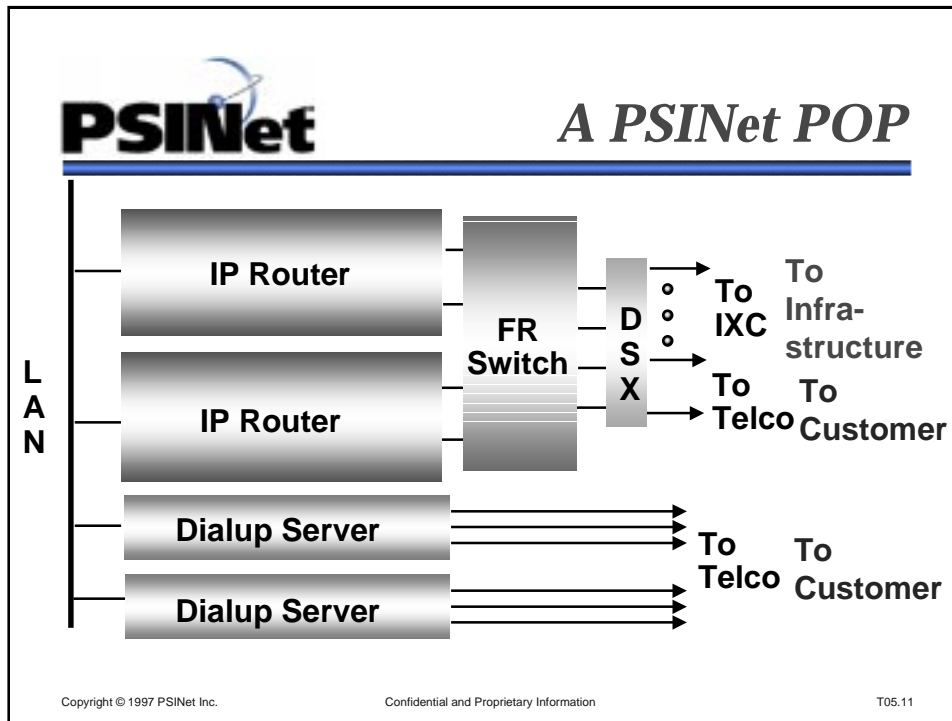 PSINet
A PSINet POP
L
A
N
IP Router
IP Router
FR
Switch
D
S
X
To
IXC
To
Infra-
structure
To
Telco
To
Customer
Dialup Server
Dialup Server
To
Telco
To
Customer
Copyright © 1997 PSINet Inc.
Confidential and Proprietary Information
T05.11